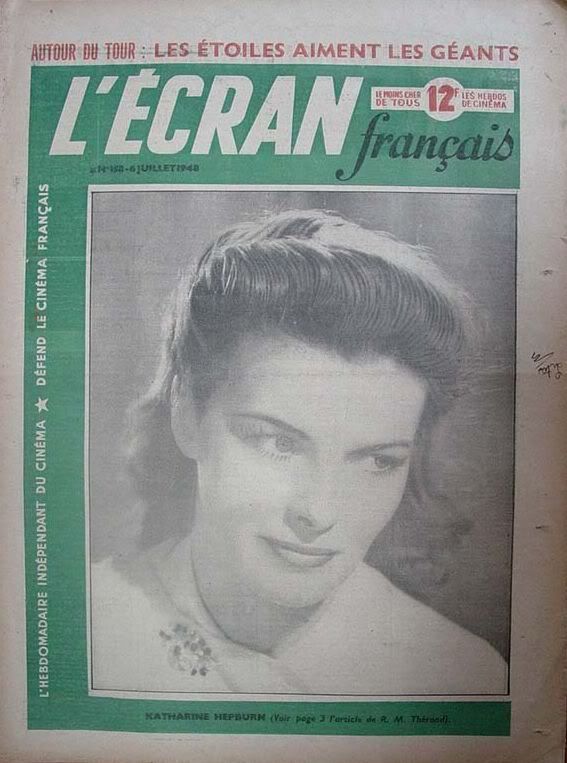 AUTOUR DU TOUR : LES ÉTOILES AIMENT LES GÉANTS
L'ÉCRAN
français
LE MOINS CHER
DE TOUS
12F.
LES HEBDOS
DE CINÉMA
N° 158 - 6 JUILLET 1948
L'HEBDOMADAIRE INDÉPENDANT DU CINÉMA ★ DÉFEND LE CINÉMA FRANÇAIS
KATHARINE HEPBURN (Voir page 3 l'article de R. M. Thérond).